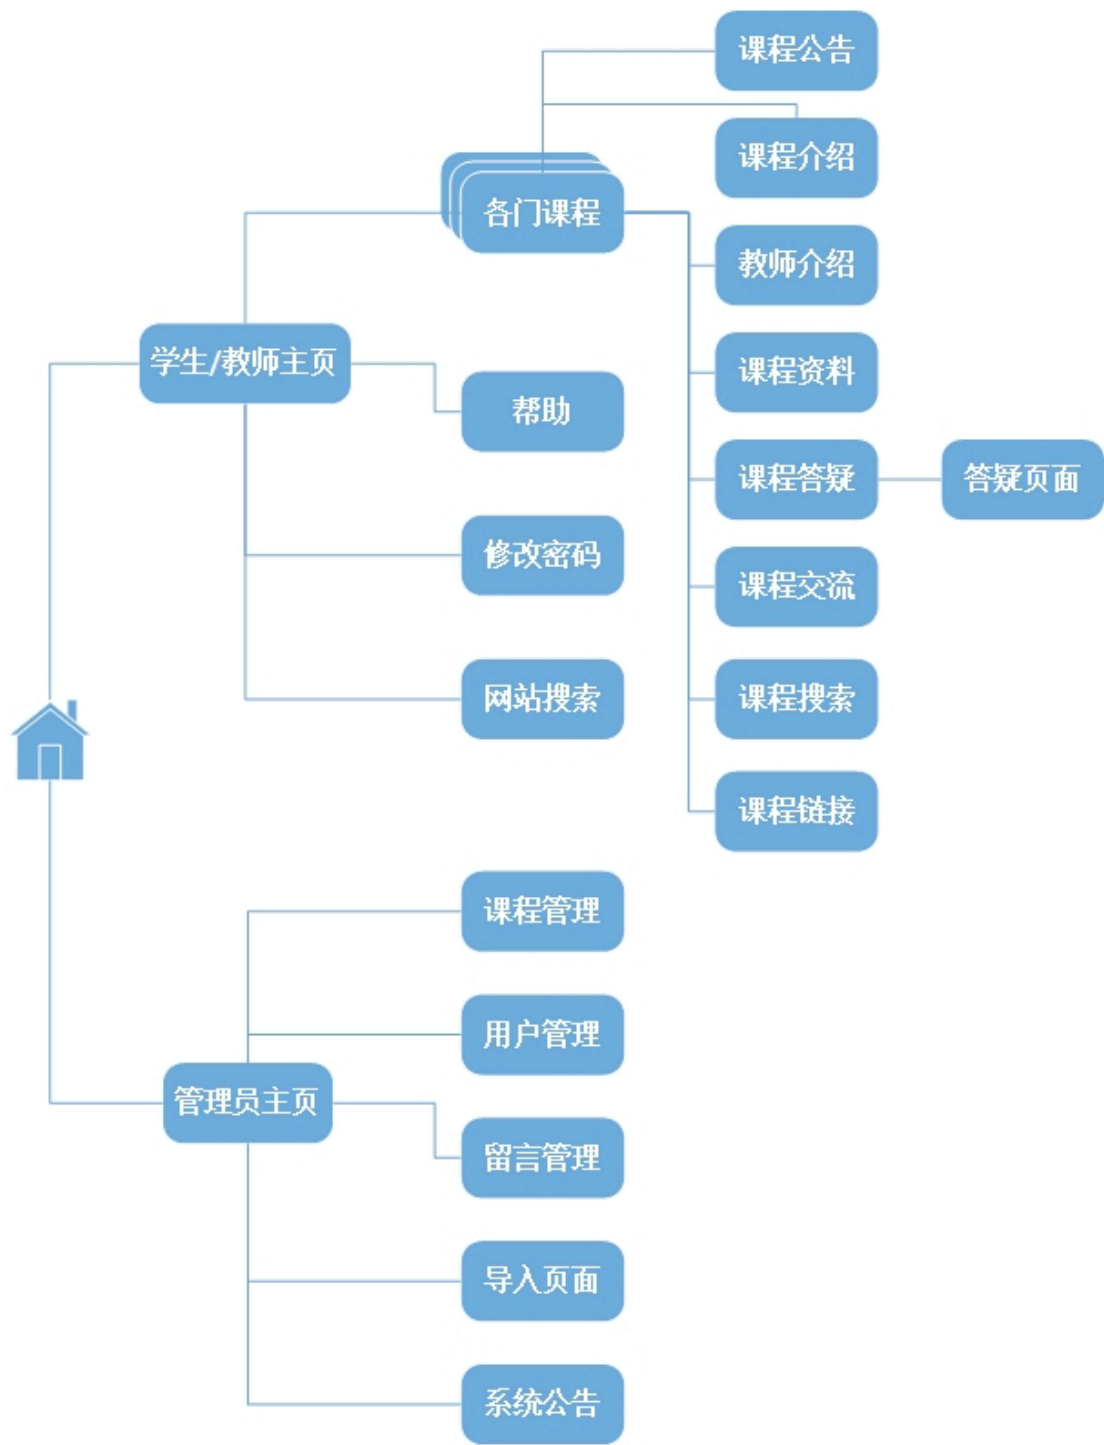 课程公告
课程介绍
各门课程
教师介绍
学生/教师主页
课程资料
帮助
课程答疑
答疑页面
修改密码
课程交流
网站搜索
课程搜索
课程链接
课程管理
用户管理
管理员主页
留言管理
导入页面
系统公告